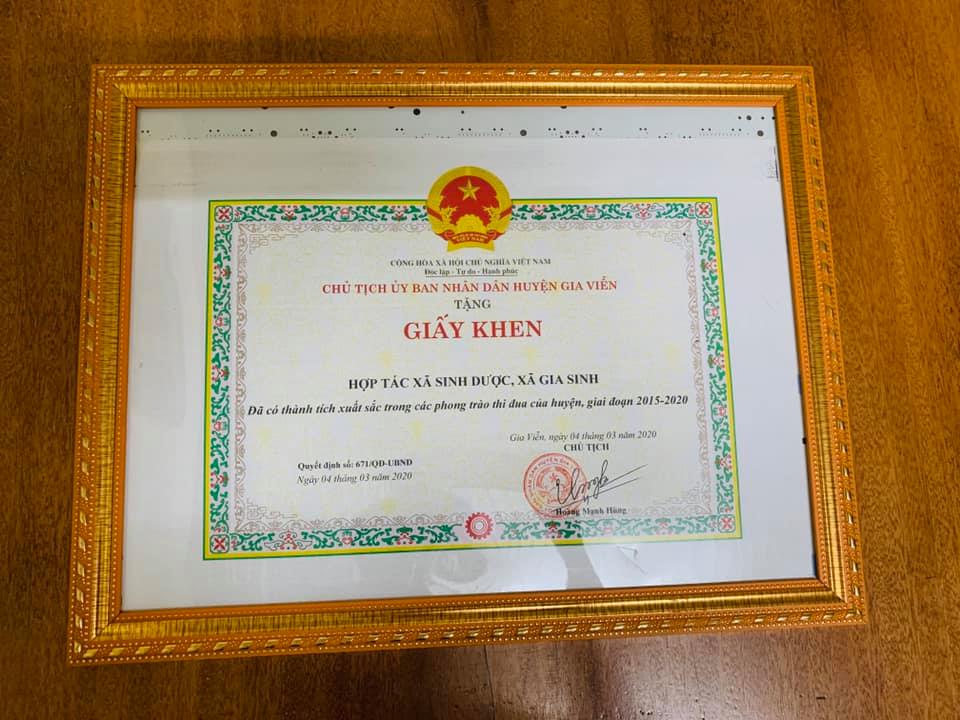 CỘNG HÒA XÃ HỘI CHỦ NGHĨA VIỆT NAM
Độc lập - Tự do - Hạnh phúc
CHỦ TỊCH ỦY BAN NHÂN DÂN HUYỆN GIA VIỄN
TẶNG
GIẤY KHEN
HỢP TÁC XÃ SINH DƯỢC, XÃ GIA SINH
Đã có thành tích xuất sắc trong các phong trào thi đua của huyện, giai đoạn 2015-2020
Gia Viễn, ngày 04 tháng 03 năm 2020
CHỦ TỊCH
Quyết định số: 671/QĐ-UBND
Ngày 04 tháng 03 năm 2020
Hoàng Mạnh Hùng